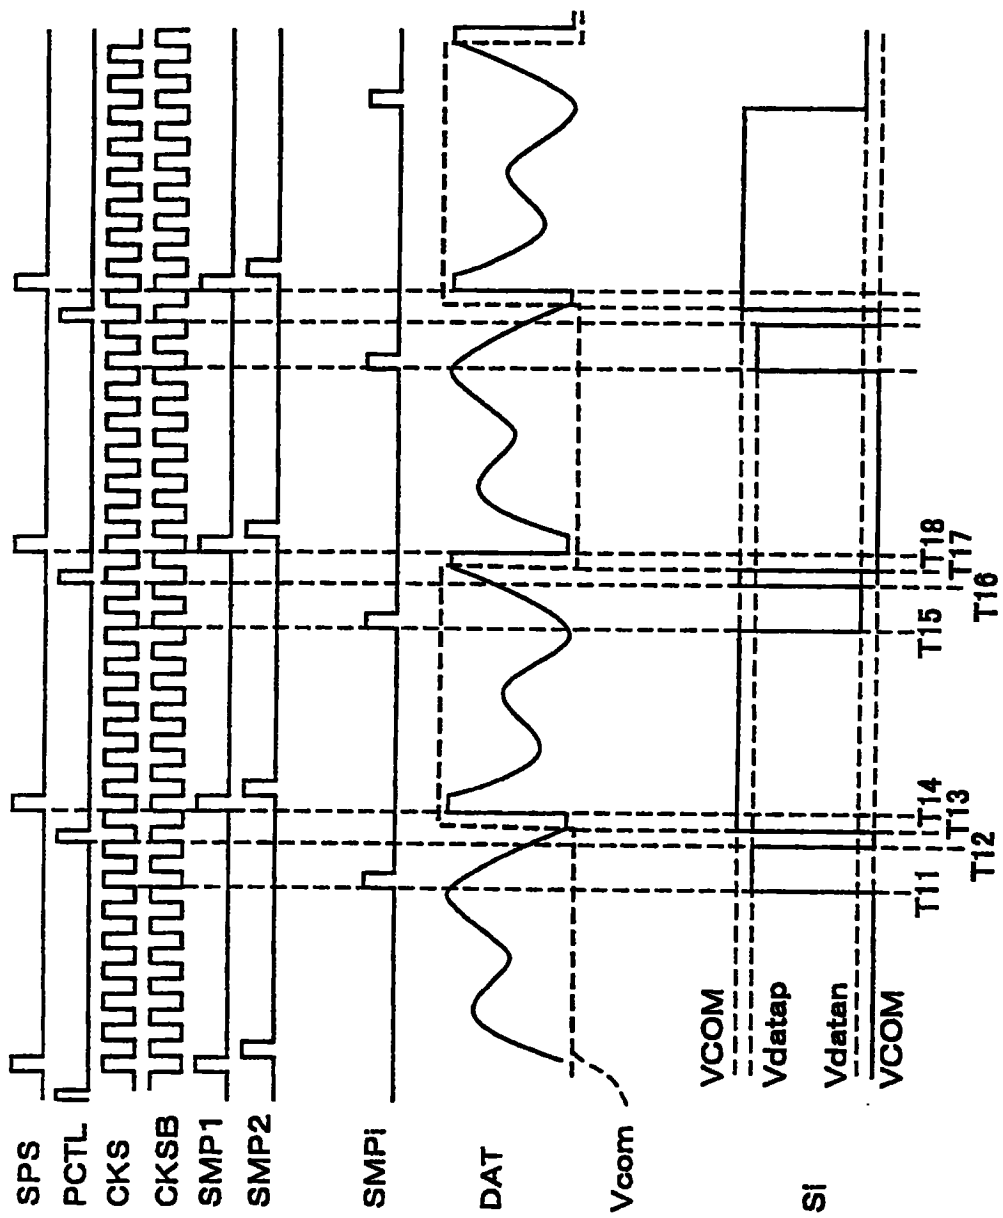 SPS
PCTL
CKS
CKSB
SMP1
SMP2
SMPi
DAT
Vcom
Si
VCOM
Vdatap
Vdatan
VCOM
T11
T12
T13
T14
T15
T16
T17
T18